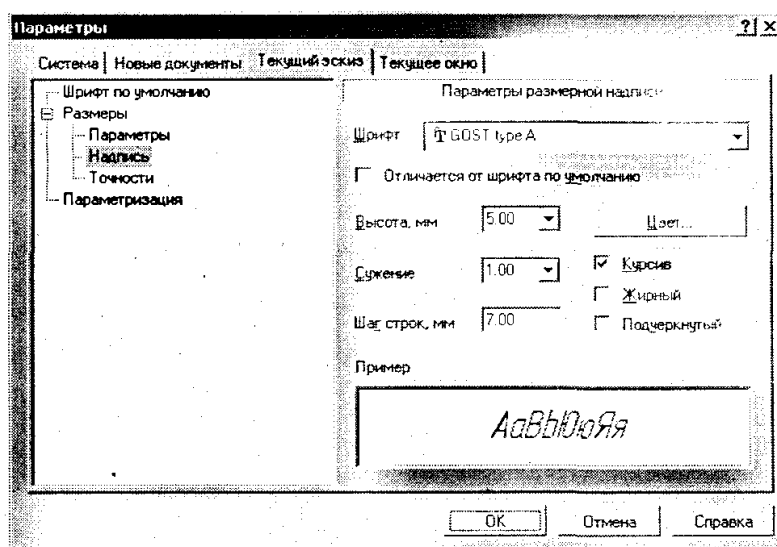 Параметры
Система Новые документы Текущий эскиз Текущее окно
Шрифт по умолчанию
Размеры
Параметры
Надпись
Точности
Параметризация
Параметры размерной надписи
Шрифт GOST type A
Отличается от шрифта по умолчанию
Высота, мм 5.00 Цвет...
Сужение 1.00 Курсив
Жирный
Шаг строк, мм 7.00 Подчеркнутый
Пример
АаВЫЮюЯя
OK Отмена Справка